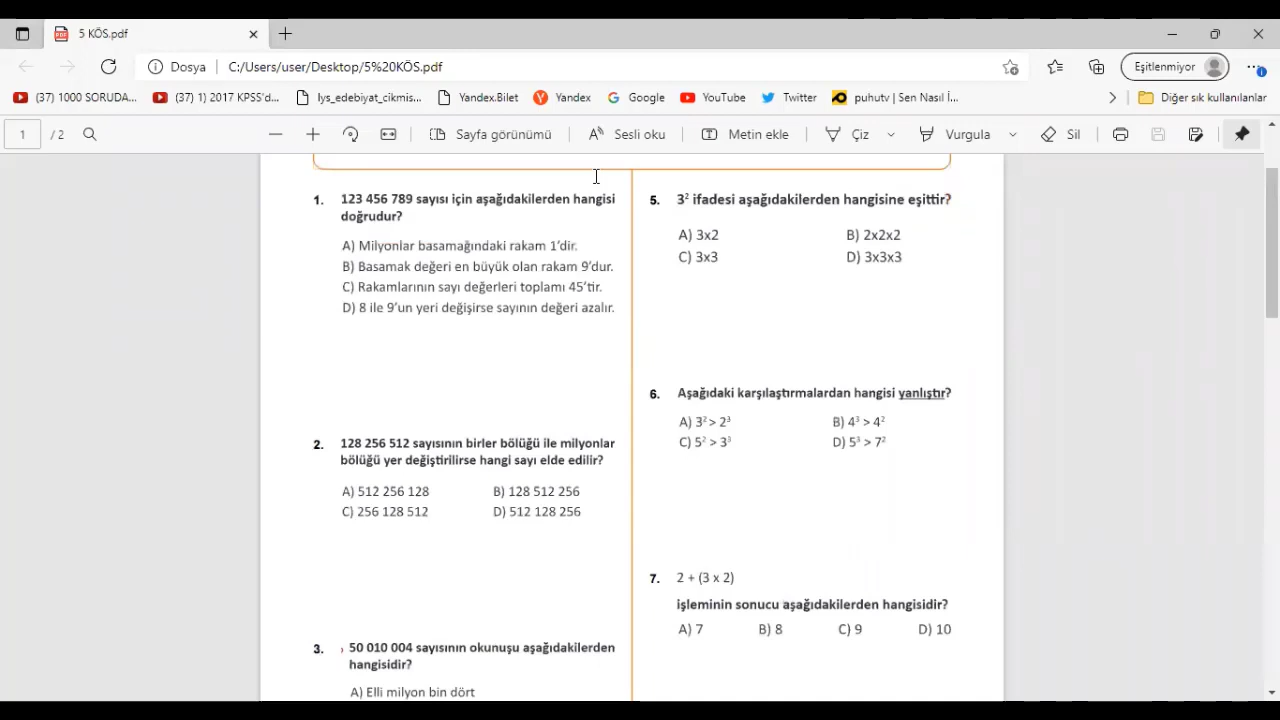 5 KÖS.pdf
Dosya C:/Users/user/Desktop/5%20KÖS.pdf
Eşitlenmiyor
(37) 1000 SORUDA...
(37) 1) 2017 KPSS'd...
lys_edebiyat_cikmis...
Yandex.Bilet
Yandex
Google
YouTube
Twitter
puhutv | Sen Nasıl İ...
Diğer sık kullanılanlar
1 / 2
Sayfa görünümü
Sesli oku
Metin ekle
Çiz
Vurgula
Sil
1. 123 456 789 sayısı için aşağıdakilerden hangisi
doğrudur?
A) Milyonlar basamağındaki rakam 1'dir.
B) Basamak değeri en büyük olan rakam 9'dur.
C) Rakamlarının sayı değerleri toplamı 45'tir.
D) 8 ile 9'un yeri değişirse sayının değeri azalır.
2. 128 256 512 sayısının birler bölüğü ile milyonlar
bölüğü yer değiştirilirse hangi sayı elde edilir?
A) 512 256 128 B) 128 512 256
C) 256 128 512 D) 512 128 256
3. 50 010 004 sayısının okunuşu aşağıdakilerden
hangisidir?
A) Elli milyon bin dört
5. 3² ifadesi aşağıdakilerden hangisine eşittir?
A) 3x2 B) 2x2x2
C) 3x3 D) 3x3x3
6. Aşağıdaki karşılaştırmalardan hangisi yanlıştır?
A) 3² > 2³ B) 4³ > 4²
C) 5² > 3³ D) 5³ > 7²
7. 2 + (3 x 2)
işleminin sonucu aşağıdakilerden hangisidir?
A) 7 B) 8 C) 9 D) 10